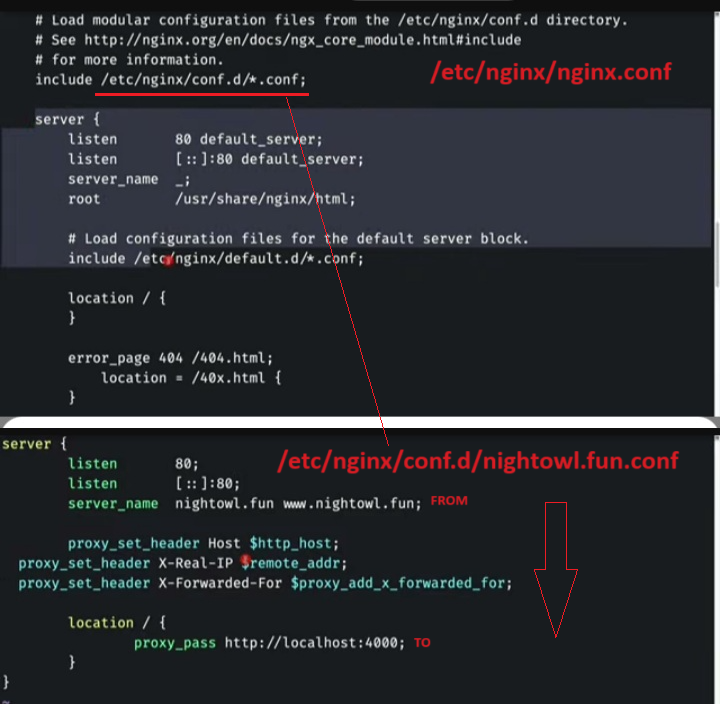 # Load modular configuration files from the /etc/nginx/conf.d directory.
# See http://nginx.org/en/docs/ngx_core_module.html#include
# for more information.
include /etc/nginx/conf.d/*.conf;
/etc/nginx/nginx.conf
server {
listen 80 default_server;
listen [::]:80 default_server;
server_name _;
root /usr/share/nginx/html;
# Load configuration files for the default server block.
include /etc/nginx/default.d/*.conf;
location / {
}
error_page 404 /404.html;
location = /40x.html {
}
server {
listen 80;
listen [::]:80;
/etc/nginx/conf.d/nightowl.fun.conf
server_name nightowl.fun www.nightowl.fun; FROM
proxy_set_header Host $http_host;
proxy_set_header X-Real-IP $remote_addr;
proxy_set_header X-Forwarded-For $proxy_add_x_forwarded_for;
location / {
proxy_pass http://localhost:4000; TO
}
}
~